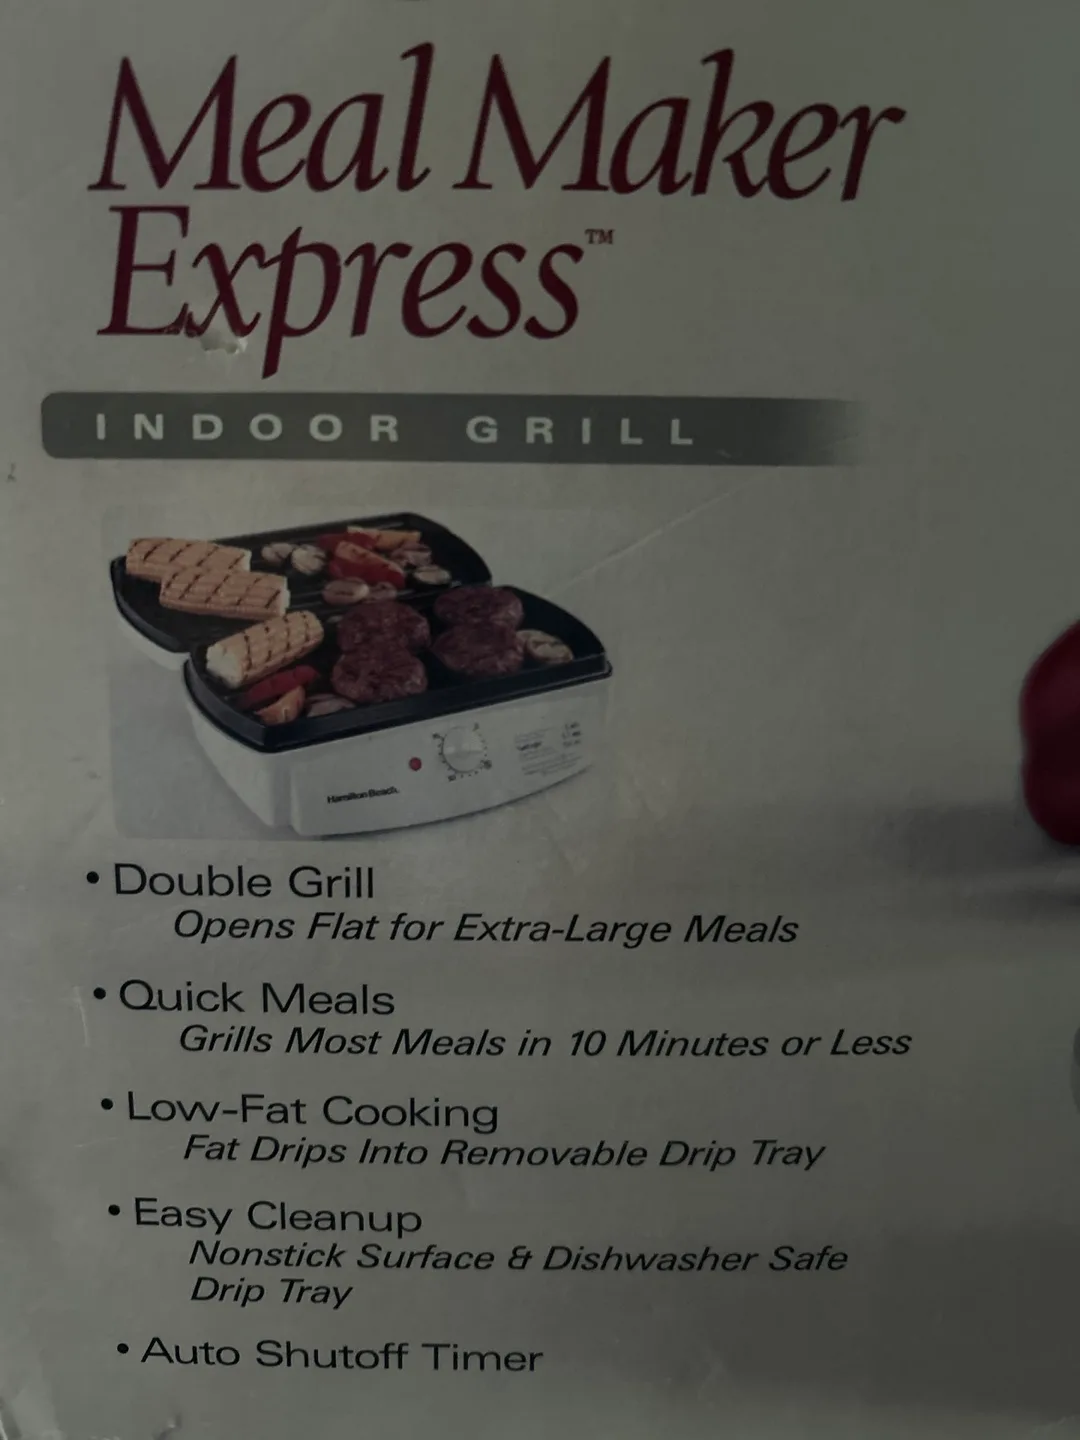 Meal Maker
Express™
INDOOR GRILL
Hamilton Beach.
• Double Grill
Opens Flat for Extra-Large Meals
• Quick Meals
Grills Most Meals in 10 Minutes or Less
• Low-Fat Cooking
Fat Drips Into Removable Drip Tray
• Easy Cleanup
Nonstick Surface & Dishwasher Safe
Drip Tray
• Auto Shutoff Timer